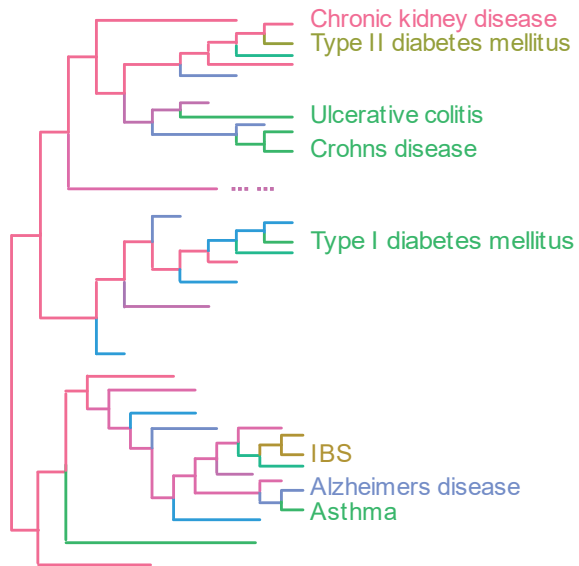 Chronic kidney disease
Type II diabetes mellitus
Ulcerative colitis
Crohns disease
... ...
Type I diabetes mellitus
IBS
Alzheimers disease
Asthma